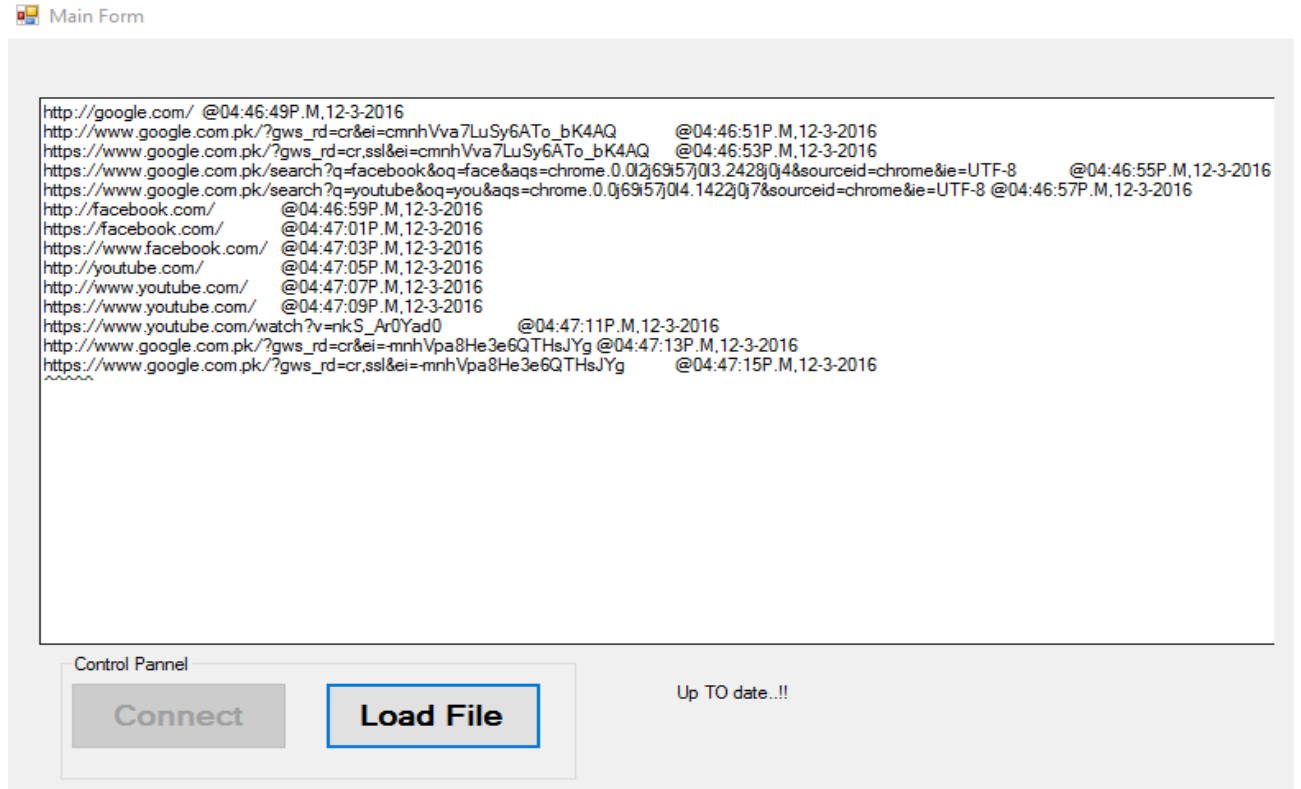 Main Form
http://google.com/ @04:46:49P.M,12-3-2016
http://www.google.com.pk/?gws_rd=cr&ei=cmnhVva7LuSy6ATo_bK4AQ @04:46:51P.M,12-3-2016
https://www.google.com.pk/?gws_rd=cr,ssl&ei=cmnhVva7LuSy6ATo_bK4AQ @04:46:53P.M,12-3-2016
https://www.google.com.pk/search?q=facebook&oq=face&aqs=chrome.0.0l2j69i57j0l3.2428j0j4&sourceid=chrome&ie=UTF-8 @04:46:55P.M,12-3-2016
https://www.google.com.pk/search?q=youtube&oq=you&aqs=chrome.0.0j69i57j0l4.1422j0j7&sourceid=chrome&ie=UTF-8 @04:46:57P.M,12-3-2016
http://facebook.com/ @04:46:59P.M,12-3-2016
https://facebook.com/ @04:47:01P.M,12-3-2016
https://www.facebook.com/ @04:47:03P.M,12-3-2016
http://youtube.com/ @04:47:05P.M,12-3-2016
http://www.youtube.com/ @04:47:07P.M,12-3-2016
https://www.youtube.com/ @04:47:09P.M,12-3-2016
https://www.youtube.com/watch?v=nkS_Ar0Yad0 @04:47:11P.M,12-3-2016
http://www.google.com.pk/?gws_rd=cr&ei=-mnhVpa8He3e6QTHsJYg @04:47:13P.M,12-3-2016
https://www.google.com.pk/?gws_rd=cr,ssl&ei=-mnhVpa8He3e6QTHsJYg @04:47:15P.M,12-3-2016
^^^^^
Control Pannel
Connect
Load File
Up TO date..!!